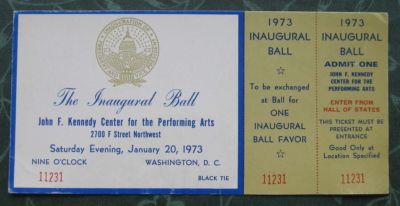 The Inaugural Ball
John F. Kennedy Center for the Performing Arts
2700 F Street Northwest
Saturday Evening, January 20, 1973
NINE O'CLOCK
WASHINGTON, D. C.
11231
BLACK TIE
1973
INAUGURAL
BALL
To be exchanged
at Ball for
ONE
INAUGURAL
BALL FAVOR
11231
1973
INAUGURAL
BALL
ADMIT ONE
JOHN F. KENNEDY
CENTER FOR THE
PERFORMING ARTS
ENTER FROM
HALL OF STATES
THIS TICKET MUST BE
PRESENTED AT
ENTRANCE
Good Only at
Location Specified
11231